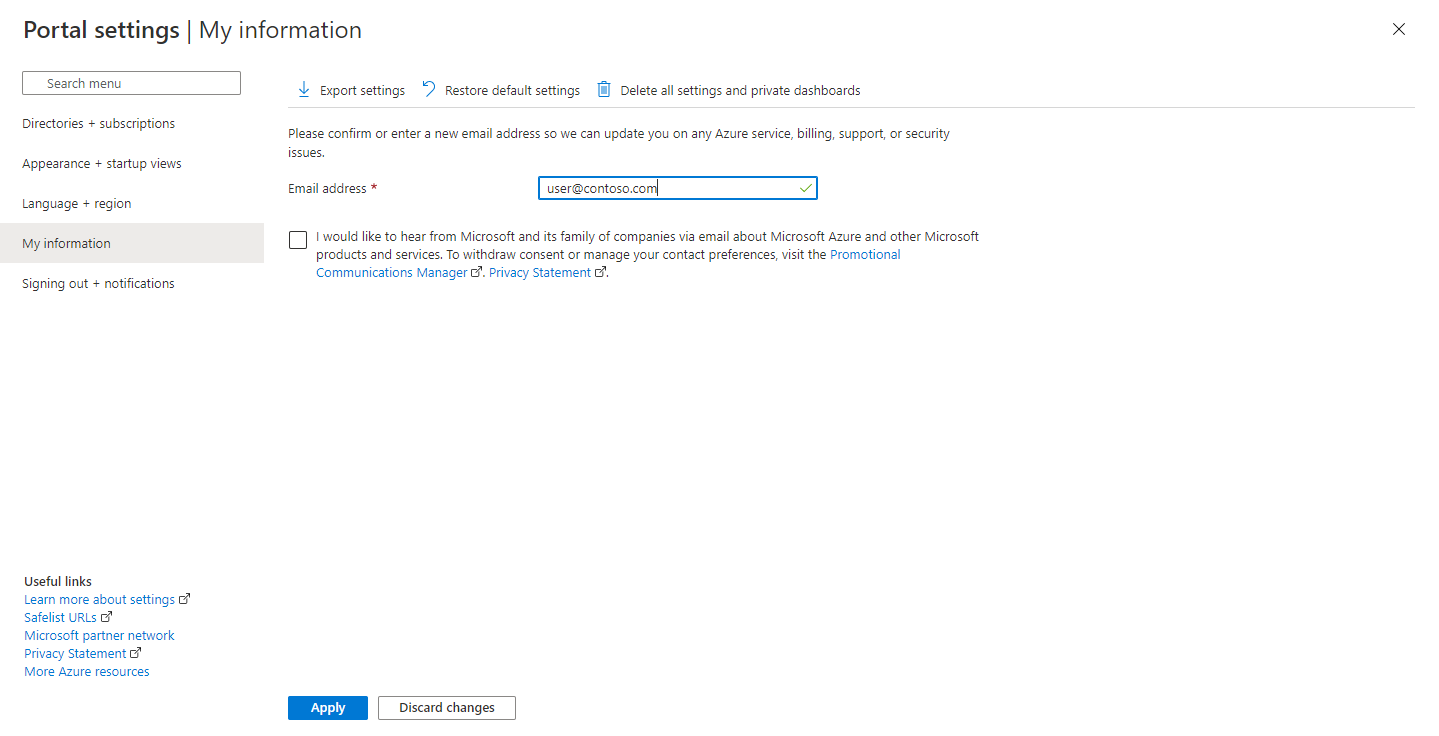 Portal settings | My information
Search menu
Directories + subscriptions
Appearance + startup views
Language + region
My information
Signing out + notifications
Export settings
Restore default settings
Delete all settings and private dashboards
Please confirm or enter a new email address so we can update you on any Azure service, billing, support, or security
issues.
Email address *
user@contoso.com
I would like to hear from Microsoft and its family of companies via email about Microsoft Azure and other Microsoft
products and services. To withdraw consent or manage your contact preferences, visit the Promotional
Communications Manager. Privacy Statement.
Useful links
Learn more about settings
Safelist URLs
Microsoft partner network
Privacy Statement
More Azure resources
Apply
Discard changes